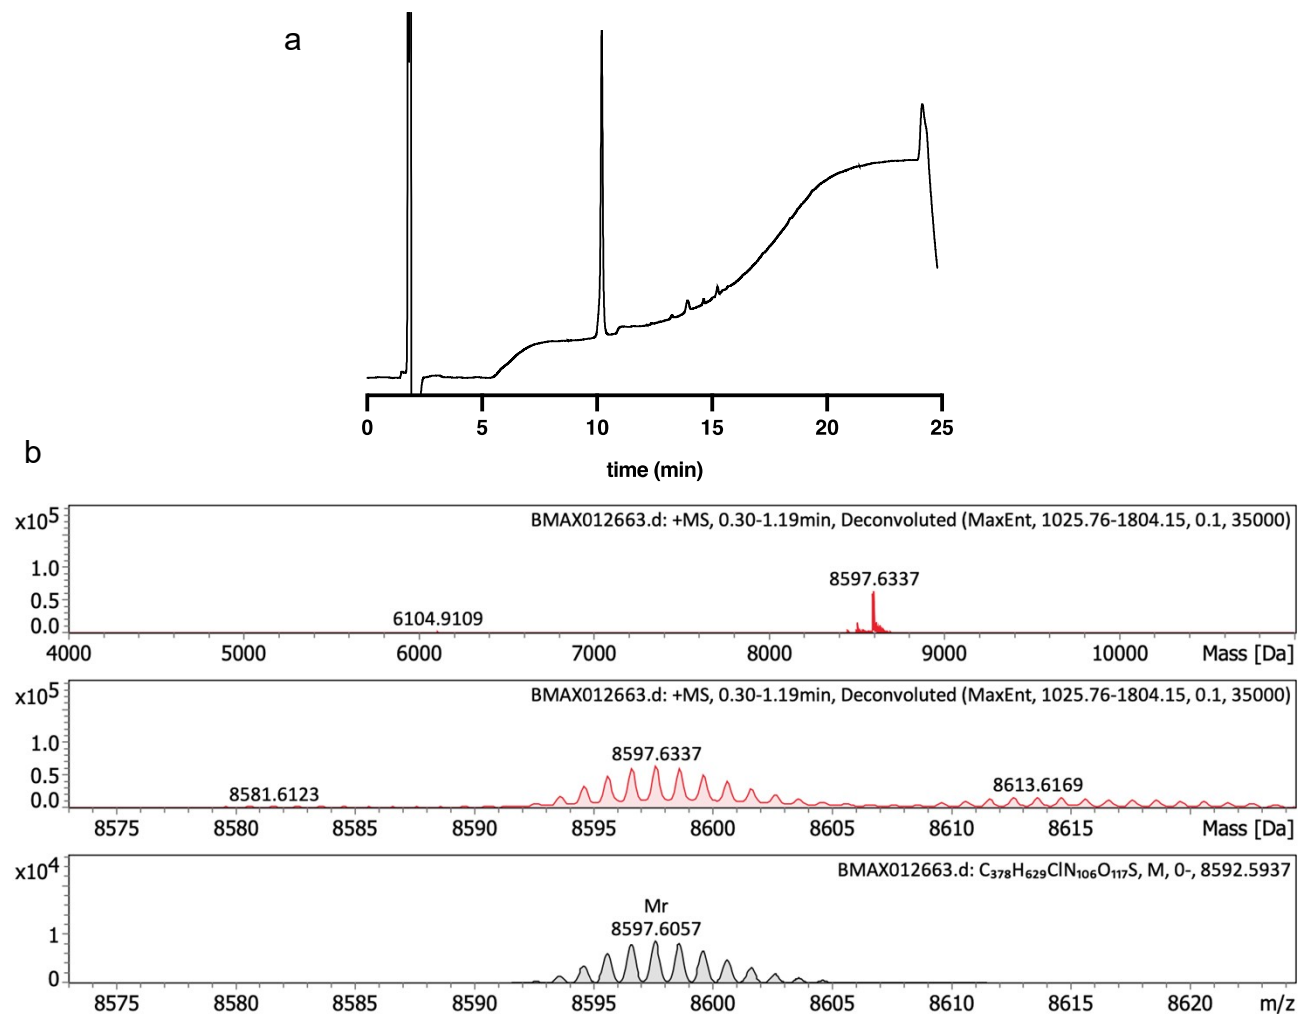 a
0 5 10 15 20 25
time (min)
b
x10⁵
BMAX012663.d: +MS, 0.30-1.19min, Deconvoluted (MaxEnt, 1025.76-1804.15, 0.1, 35000)
1.0
8597.6337
0.5
6104.9109
0.0
4000 5000 6000 7000 8000 9000 10000 Mass [Da]
x10⁵
BMAX012663.d: +MS, 0.30-1.19min, Deconvoluted (MaxEnt, 1025.76-1804.15, 0.1, 35000)
1.0
8597.6337
0.5
8581.6123 8613.6169
0.0
8575 8580 8585 8590 8595 8600 8605 8610 8615 Mass [Da]
x10⁴
BMAX012663.d: C₃₇₈H₆₂₉ClN₁₀₆O₁₁₇S, M, 0-, 8592.5937
Mr
1
8597.6057
0
8575 8580 8585 8590 8595 8600 8605 8610 8615 8620 m/z